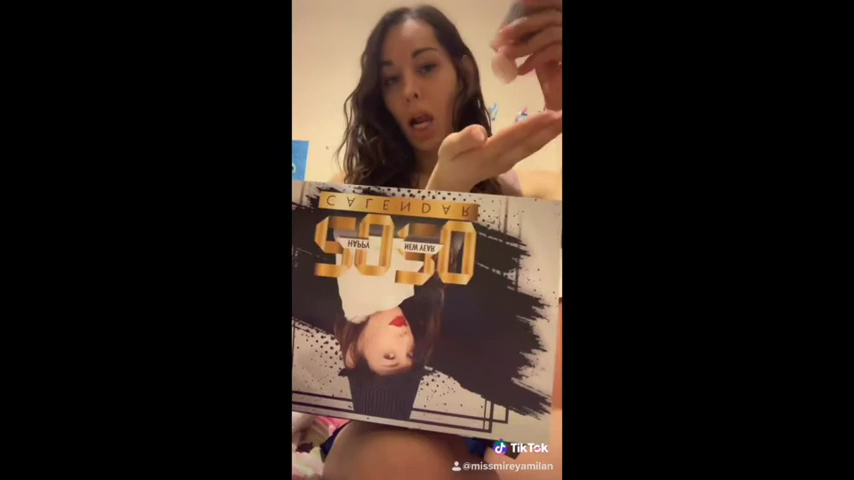 CALENDAR
2020
HAPPY NEW YEAR
TikTok
@missmireyamilan